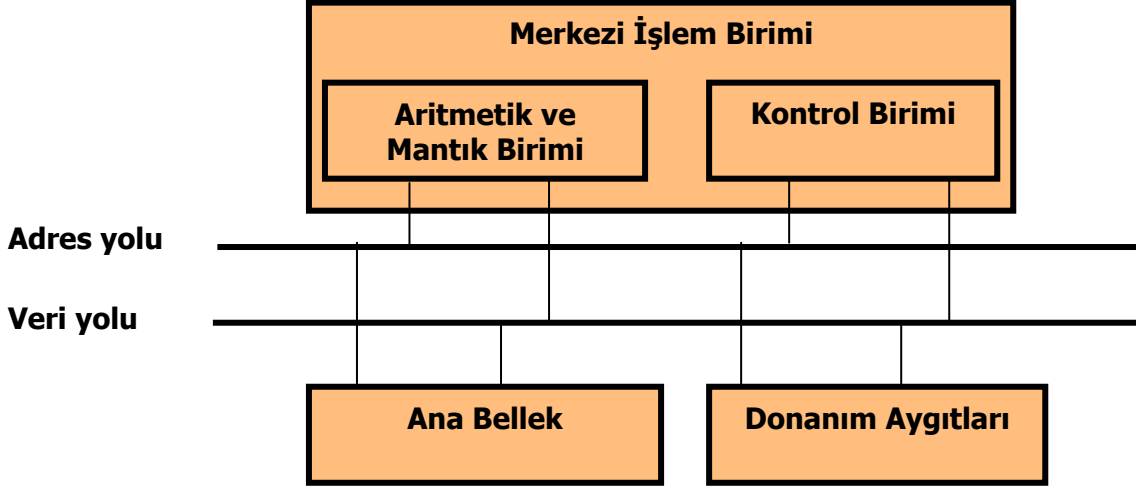 Merkezi İşlem Birimi
Aritmetik ve
Mantık Birimi
Kontrol Birimi
Adres yolu
Veri yolu
Ana Bellek
Donanım Aygıtları